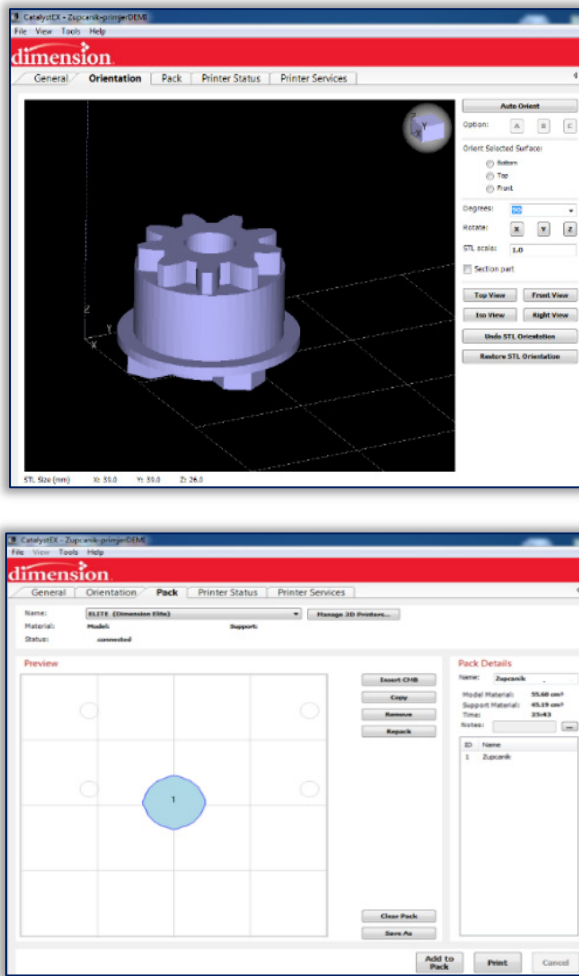 CatalystEX - Zupcanik-primjerDEMI
File View Tools Help
dimension
General Orientation Pack Printer Status Printer Services
Auto Orient
Option: A B C
Orient Selected Surface:
Bottom
Top
Front
Degrees: 90
Rotate: X Y Z
STL scale: 1.0
Section part
Top View Front View
Iso View Right View
Undo STL Orientation
Restore STL Orientation
Z
Y
X
STL Size (mm) X: 39.0 Y: 39.0 Z: 26.0
CatalystEX - Zupcanik-primjerDEMI
File View Tools Help
dimension
General Orientation Pack Printer Status Printer Services
Name: ELITE (Dimension Elite) Manage 3D Printers...
Material: Model: Support:
Status: connected
Preview
1
Insert CMB
Copy
Remove
Repack
Clear Pack
Save As
Pack Details
Name: Zupcanik
Model Material: 55.60 cm³
Support Material: 45.19 cm³
Time: 25:43
Notes: ...
ID Name
1 Zupcanik
Add to Pack Print Cancel